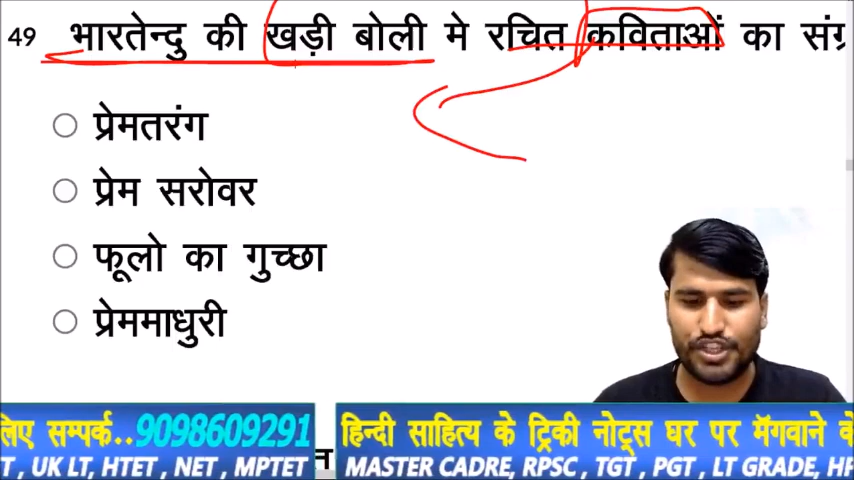 49 भारतेन्दु की खड़ी बोली मे रचित कविताओं का
प्रेमतरंग
प्रेम सरोवर
फूलो का गुच्छा
प्रेममाधुरी
लिए सम्पर्क..9098609291
हिन्दी साहित्य के ट्रिकी नोट्स घर पर मॅगवाने के
T , UK LT, HTET , NET , MPTET
MASTER CADRE, RPSC , TGT , PGT , LT GRADE, HP